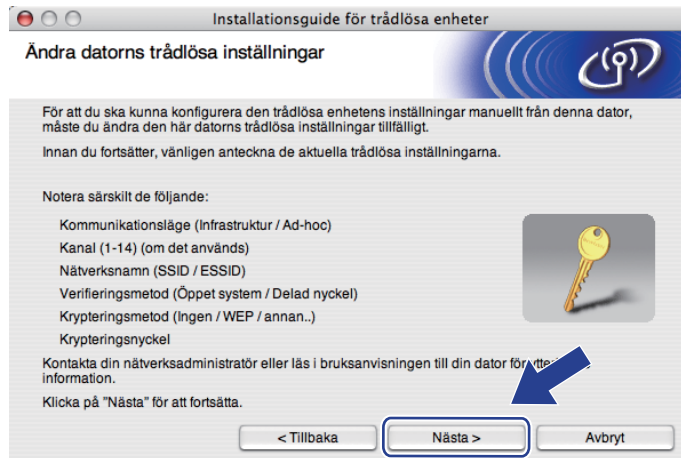 Installationsguide för trådlösa enheter
Ändra datorns trådlösa inställningar
För att du ska kunna konfigurera den trådlösa enhetens inställningar manuellt från denna dator,
måste du ändra den här datorns trådlösa inställningar tillfälligt.
Innan du fortsätter, vänligen anteckna de aktuella trådlösa inställningarna.
Notera särskilt de följande:
Kommunikationsläge (Infrastruktur / Ad-hoc)
Kanal (1-14) (om det används)
Nätverksnamn (SSID / ESSID)
Verifieringsmetod (Öppet system / Delad nyckel)
Krypteringsmetod (Ingen / WEP / annan..)
Krypteringsnyckel
Kontakta din nätverksadministratör eller läs i bruksanvisningen till din dator för
information.
Klicka på "Nästa" för att fortsätta.
< Tillbaka Nästa > Avbryt